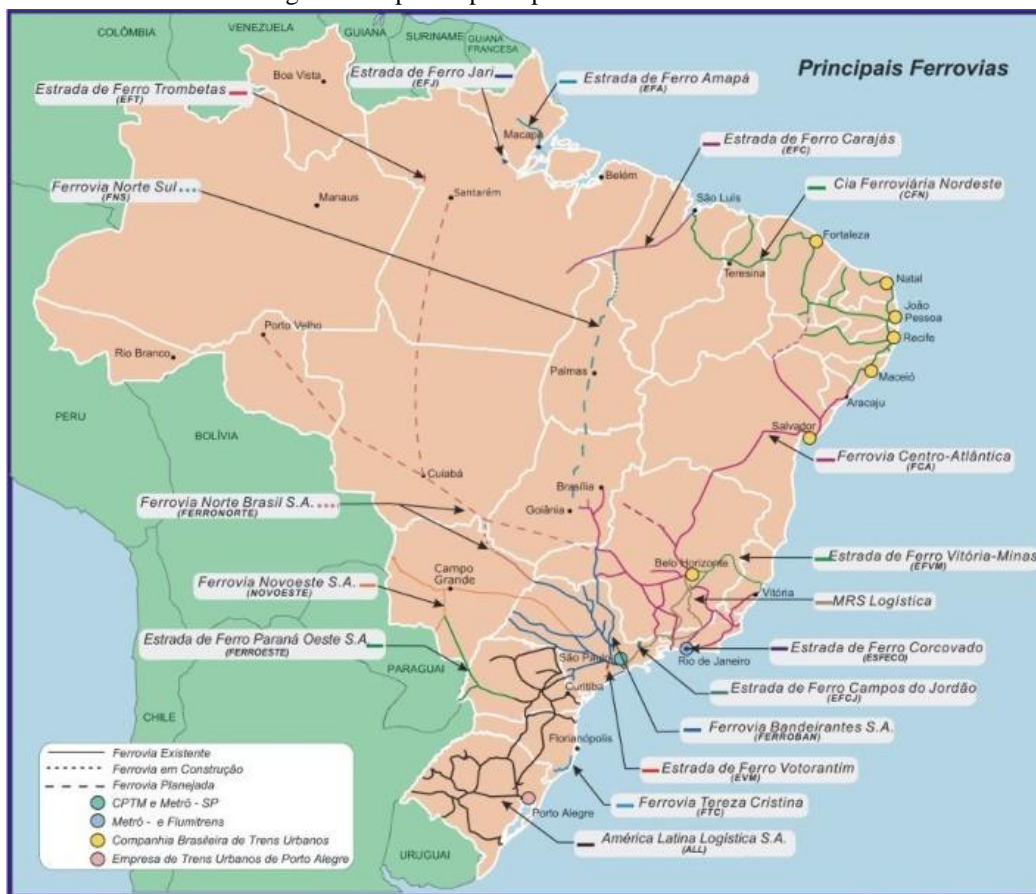 COLÔMBIA
VENEZUELA
GUIANA
SURINAME
GUIANA
FRANCESA
Principais Ferrovias
Boa Vista
Estrada de Ferro Trombetas
(EFT)
Estrada de Ferro Jari
(EFJ)
Estrada de Ferro Amapá
(EFA)
Macapá
Estrada de Ferro Carajás
(EFC)
Ferrovia Norte Sul
(FNS)
Manaus
Santarém
Belém
São Luís
Cia Ferroviária Nordeste
(CFN)
Fortaleza
Teresina
Natal
João
Pessoa
Recife
Porto Velho
Rio Branco
Palmas
Maceió
Aracaju
PERU
BOLÍVIA
Salvador
Ferrovia Centro-Atlântica
(FCA)
Cuiabá
Brasília
Goiânia
Ferrovia Norte Brasil S.A.
(FERRONORTE)
Belo Horizonte
Estrada de Ferro Vitória-Minas
(EFVM)
Campo
Grande
Ferrovia Novoeste S.A.
(NOVOESTE)
Vitória
MRS Logística
Estrada de Ferro Paraná Oeste S.A.
(FERROESTE)
PARAGUAI
São Paulo
Rio de Janeiro
Estrada de Ferro Corcovado
(ESFECO)
Curitiba
Estrada de Ferro Campos do Jordão
(EFCJ)
CHILE
Ferrovia Bandeirantes S.A.
(FERROBAN)
Florianópolis
Estrada de Ferro Votorantim
(EVM)
Porto Alegre
Ferrovia Tereza Cristina
(FTC)
América Latina Logística S.A.
(ALL)
URUGUAI
Ferrovia Existente
Ferrovia em Construção
Ferrovia Planejada
CPTM e Metrô - SP
Metrô - e Flumitrens
Companhia Brasileira de Trens Urbanos
Empresa de Trens Urbanos de Porto Alegre